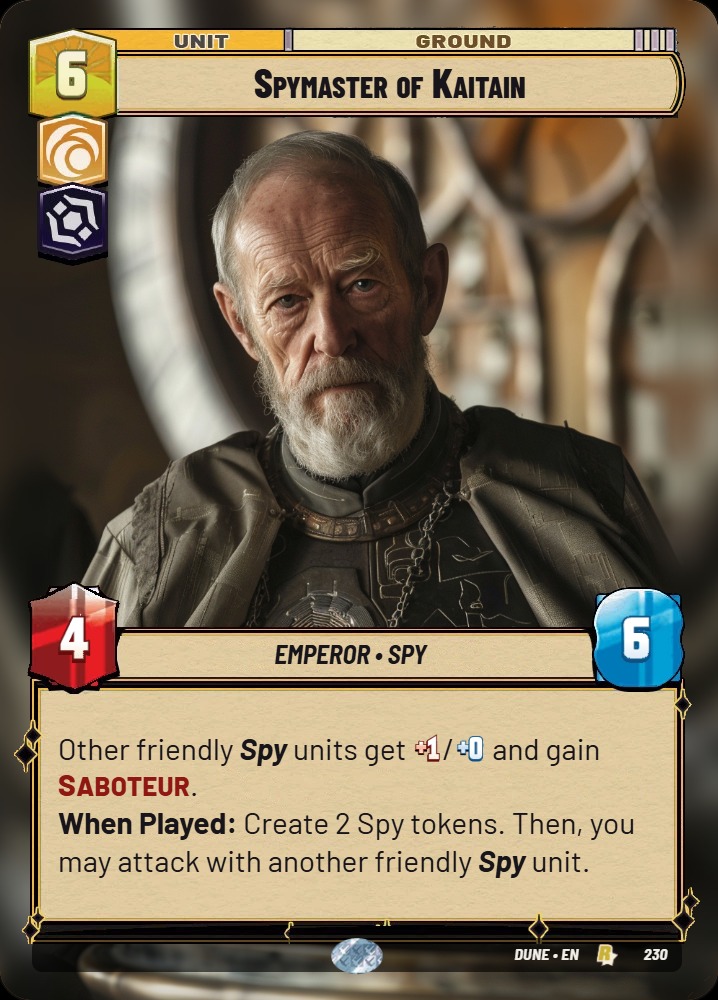 UNIT
GROUND
6
SPYMASTER OF KAITAIN
4
EMPEROR • SPY
6
Other friendly Spy units get +1/+0 and gain
SABOTEUR.
When Played: Create 2 Spy tokens. Then, you
may attack with another friendly Spy unit.
DUNE • EN R 230